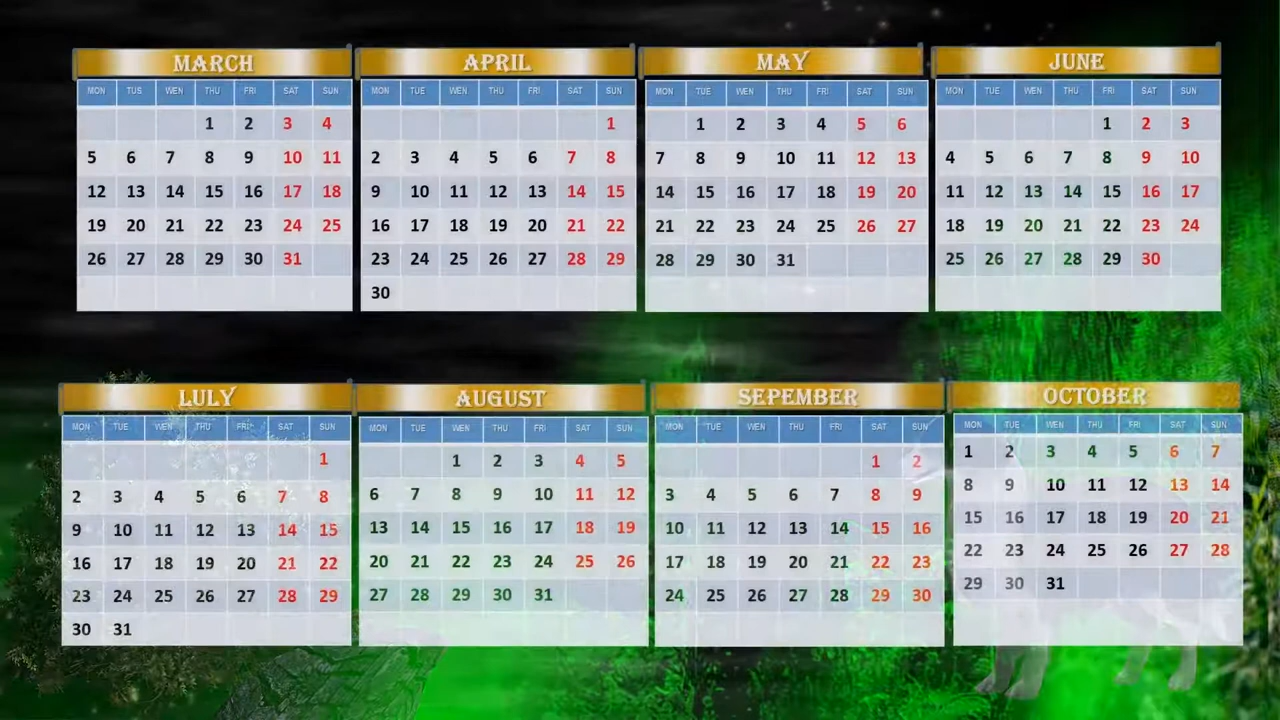 MARCH APRIL MAY JUNE
MON TUS WEN THU FRI SAT SUN MON TUE WEN THU FRI SAT SUN MON TUE WEN THU FRI SAT SUN MON TUE WEN THU FRI SAT SUN
1 2 3 4 1 1 2 3 4 5 6 1 2 3
5 6 7 8 9 10 11 2 3 4 5 6 7 8 7 8 9 10 11 12 13 4 5 6 7 8 9 10
12 13 14 15 16 17 18 9 10 11 12 13 14 15 14 15 16 17 18 19 20 11 12 13 14 15 16 17
19 20 21 22 23 24 25 16 17 18 19 20 21 22 21 22 23 24 25 26 27 18 19 20 21 22 23 24
26 27 28 29 30 31 23 24 25 26 27 28 29 28 29 30 31 25 26 27 28 29 30
30
LULY AUGUST SEPEMBER OCTOBER
MON TUE WEN THU FRI SAT SUN MON TUE WEN THU FRI SAT SUN MON TUE WEN THU FRI SAT SUN MON TUE WEN THU FRI SAT SUN
1 1 2 3 4 5 1 2 1 2 3 4 5 6 7
2 3 4 5 6 7 8 6 7 8 9 10 11 12 3 4 5 6 7 8 9 8 9 10 11 12 13 14
9 10 11 12 13 14 15 13 14 15 16 17 18 19 10 11 12 13 14 15 16 15 16 17 18 19 20 21
16 17 18 19 20 21 22 20 21 22 23 24 25 26 17 18 19 20 21 22 23 22 23 24 25 26 27 28
23 24 25 26 27 28 29 27 28 29 30 31 24 25 26 27 28 29 30 29 30 31
30 31